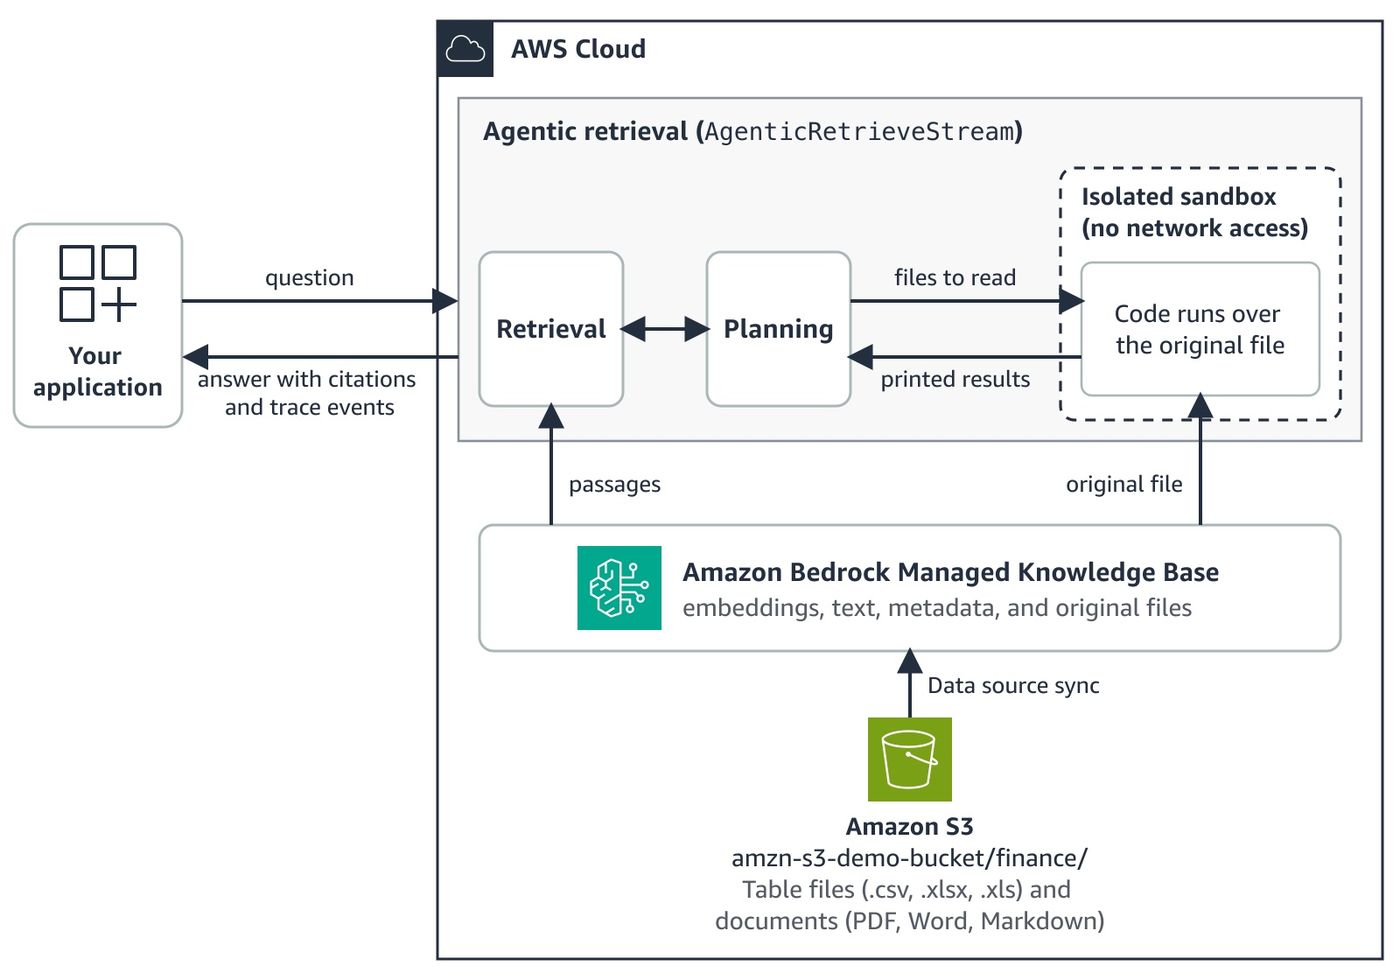 AWS Cloud
Agentic retrieval (AgenticRetrieveStream)
Isolated sandbox
(no network access)
question
files to read
Code runs over
the original file
Retrieval
Planning
Your
application
answer with citations
and trace events
printed results
passages
original file
Amazon Bedrock Managed Knowledge Base
embeddings, text, metadata, and original files
Data source sync
Amazon S3
amzn-s3-demo-bucket/finance/
Table files (.csv, .xlsx, .xls) and
documents (PDF, Word, Markdown)